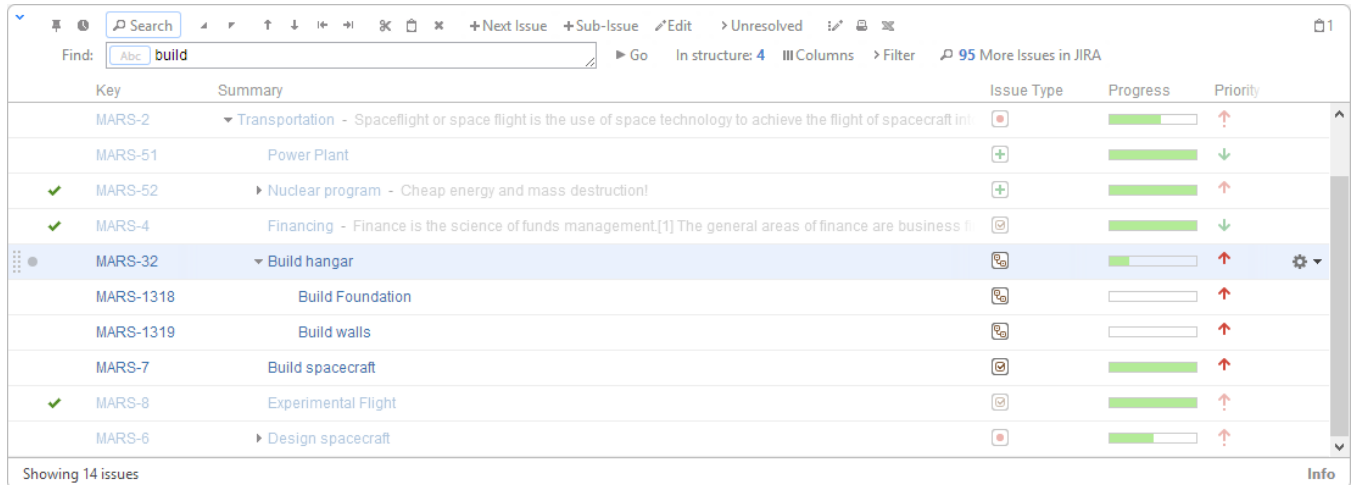 Search +Next Issue +Sub-Issue Edit >Unresolved 1
Find: Abc build Go In structure: 4 Columns >Filter 95 More Issues in JIRA
Key Summary Issue Type Progress Priority
MARS-2 Transportation - Spaceflight or space flight is the use of space technology to achieve the flight of spacecraft int
MARS-51 Power Plant
MARS-52 Nuclear program - Cheap energy and mass destruction!
MARS-4 Financing - Finance is the science of funds management.[1] The general areas of finance are business f
MARS-32 Build hangar
MARS-1318 Build Foundation
MARS-1319 Build walls
MARS-7 Build spacecraft
MARS-8 Experimental Flight
MARS-6 Design spacecraft
Showing 14 issues Info